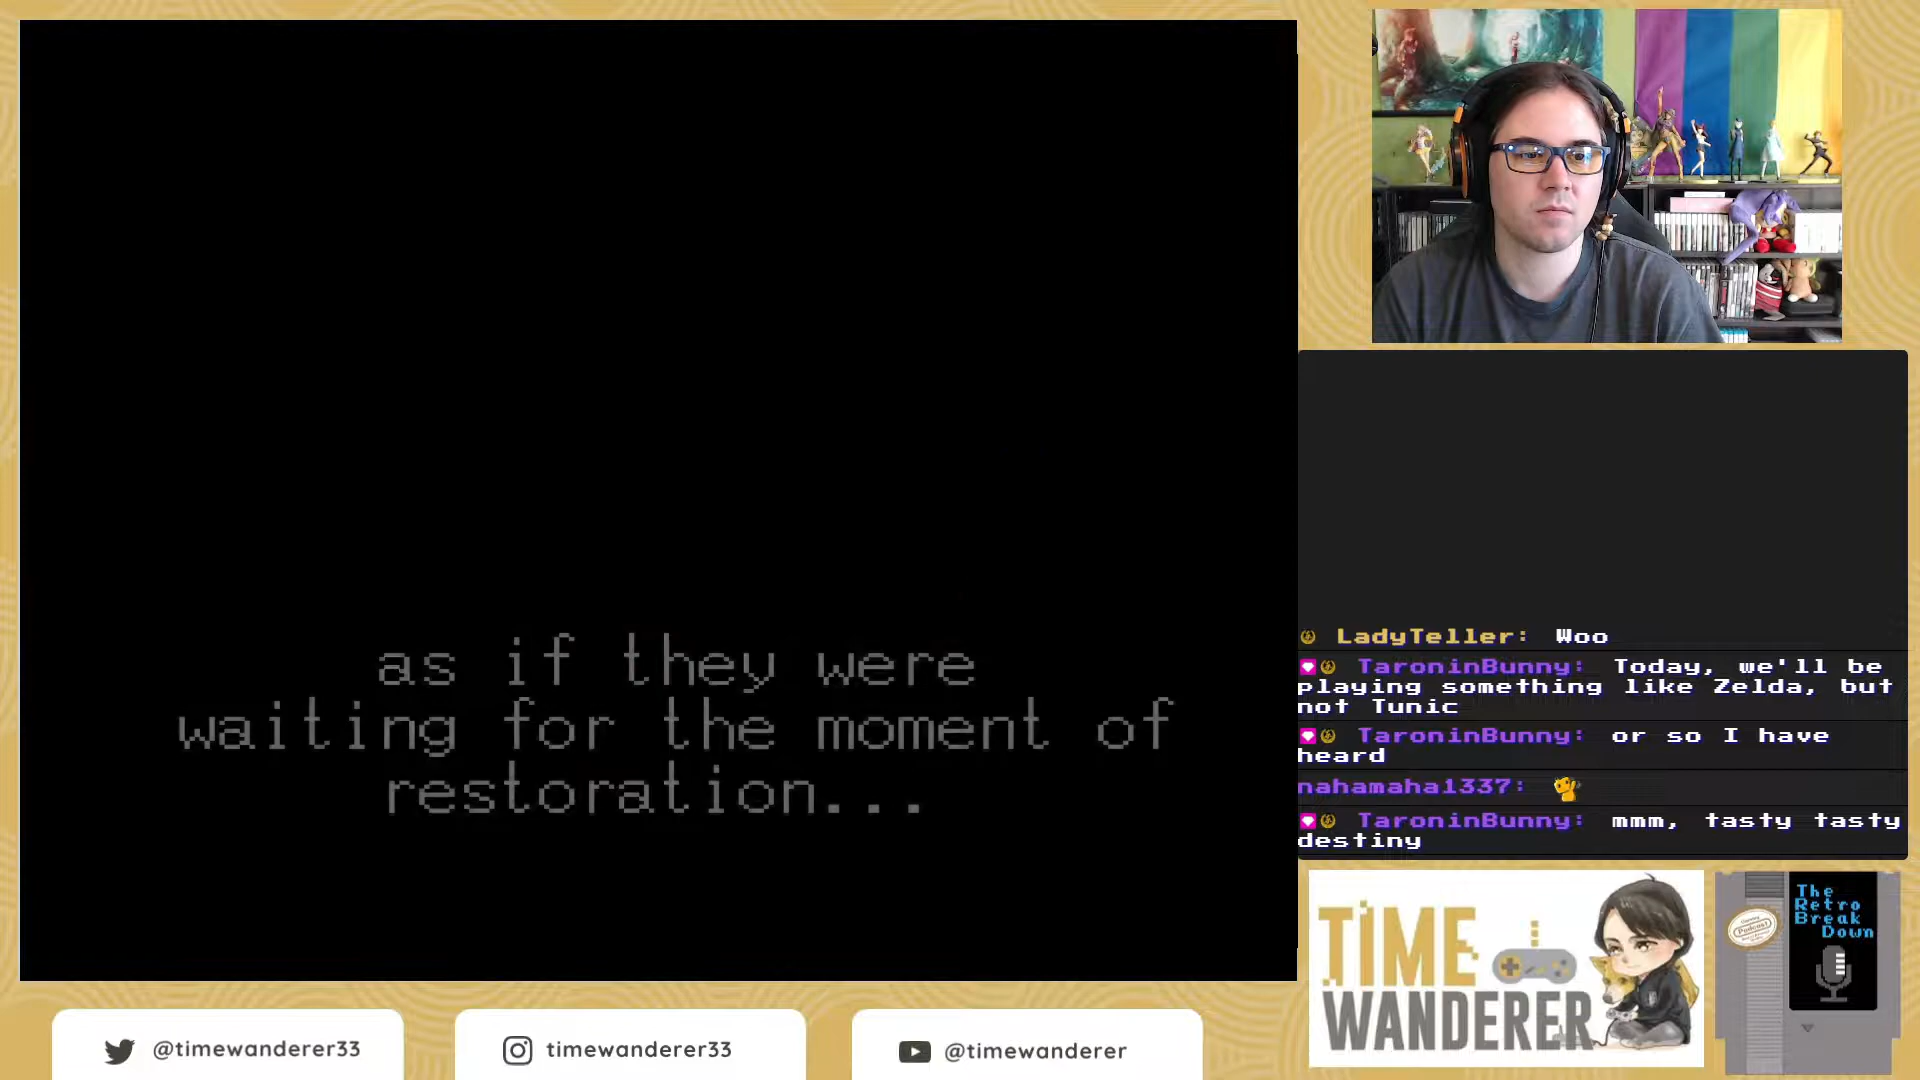 as if they were
waiting for the moment of
restoration...
LadyTeller: Woo
TaroninBunny: Today, we'll be
playing something like Zelda, but
not Tunic
TaroninBunny: or so I have
heard
nahamaha1337:
TaroninBunny: mmm, tasty tasty
destiny
TIME
WANDERER
The
Retro
Break
Down
Podcast
@timewanderer33
timewanderer33
@timewanderer